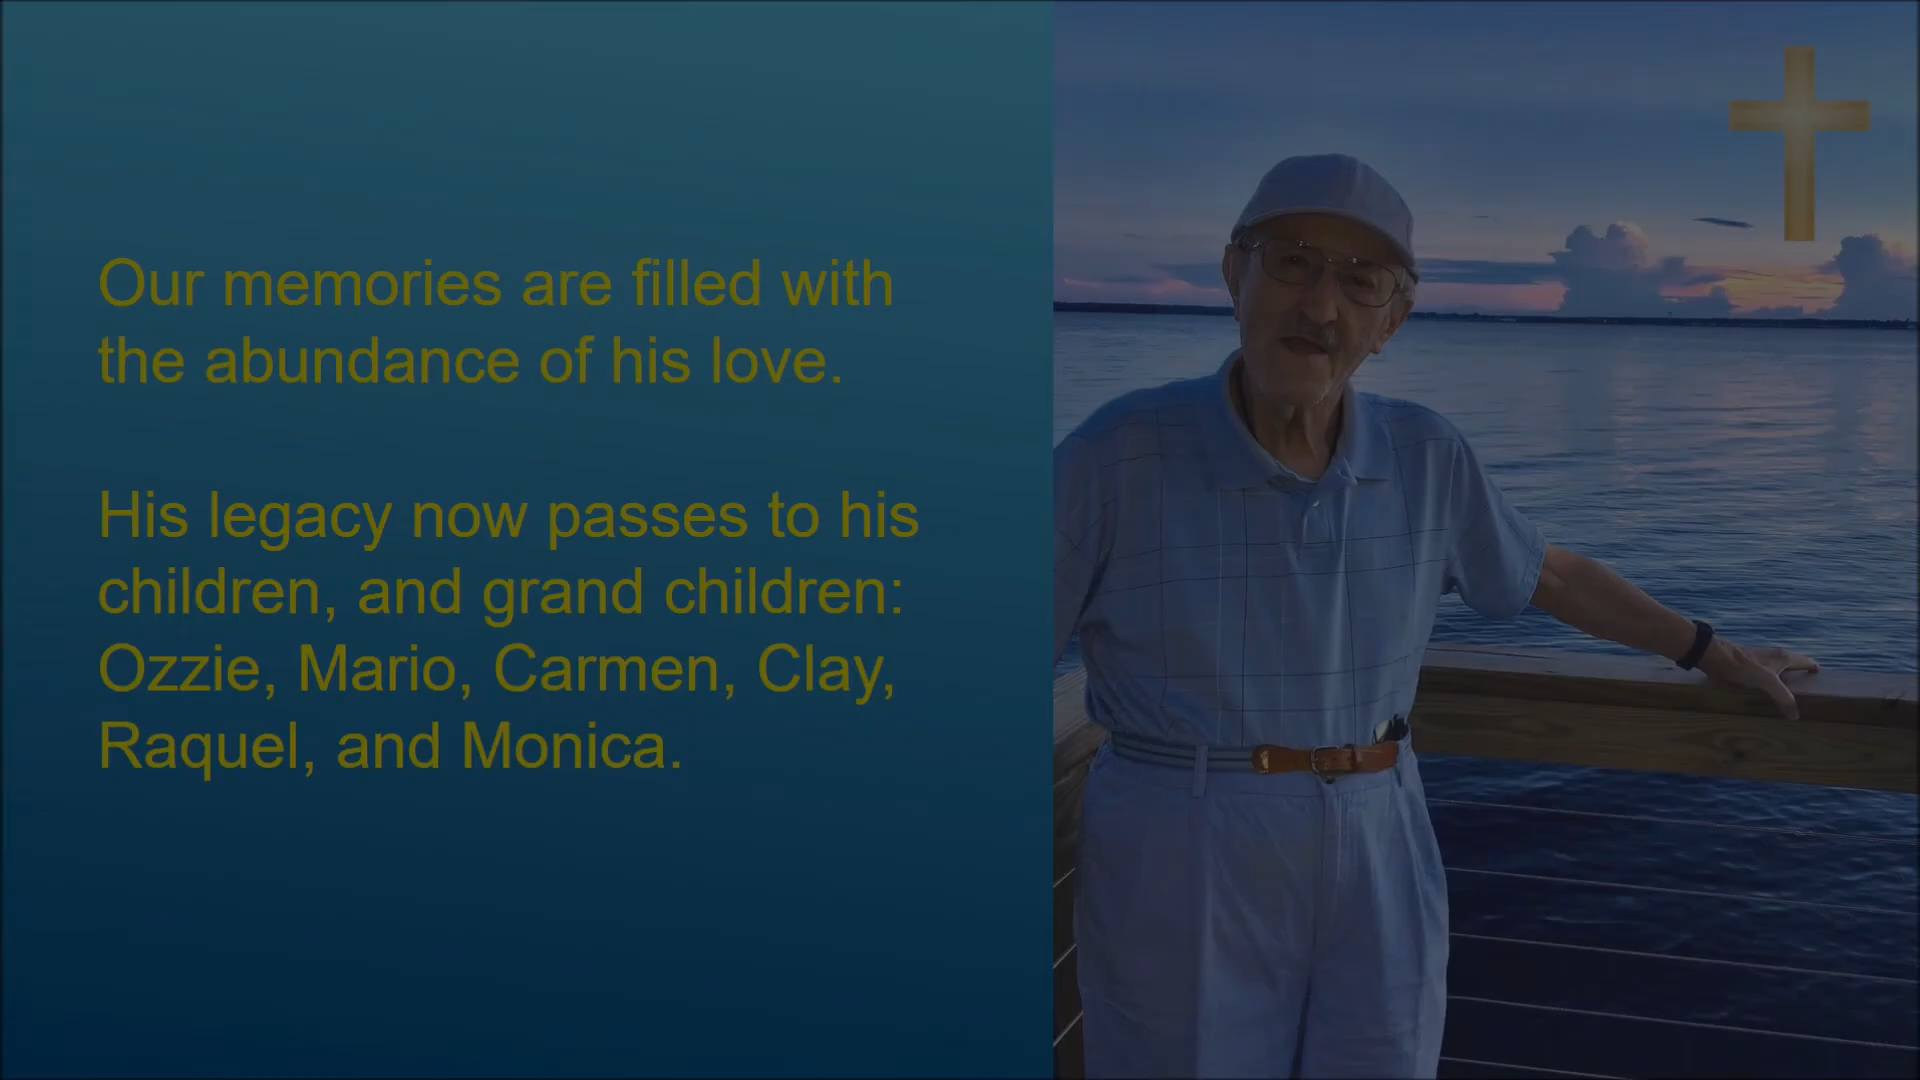 Our memories are filled with
the abundance of his love.
His legacy now passes to his
children, and grand children:
Ozzie, Mario, Carmen, Clay,
Raquel, and Monica.